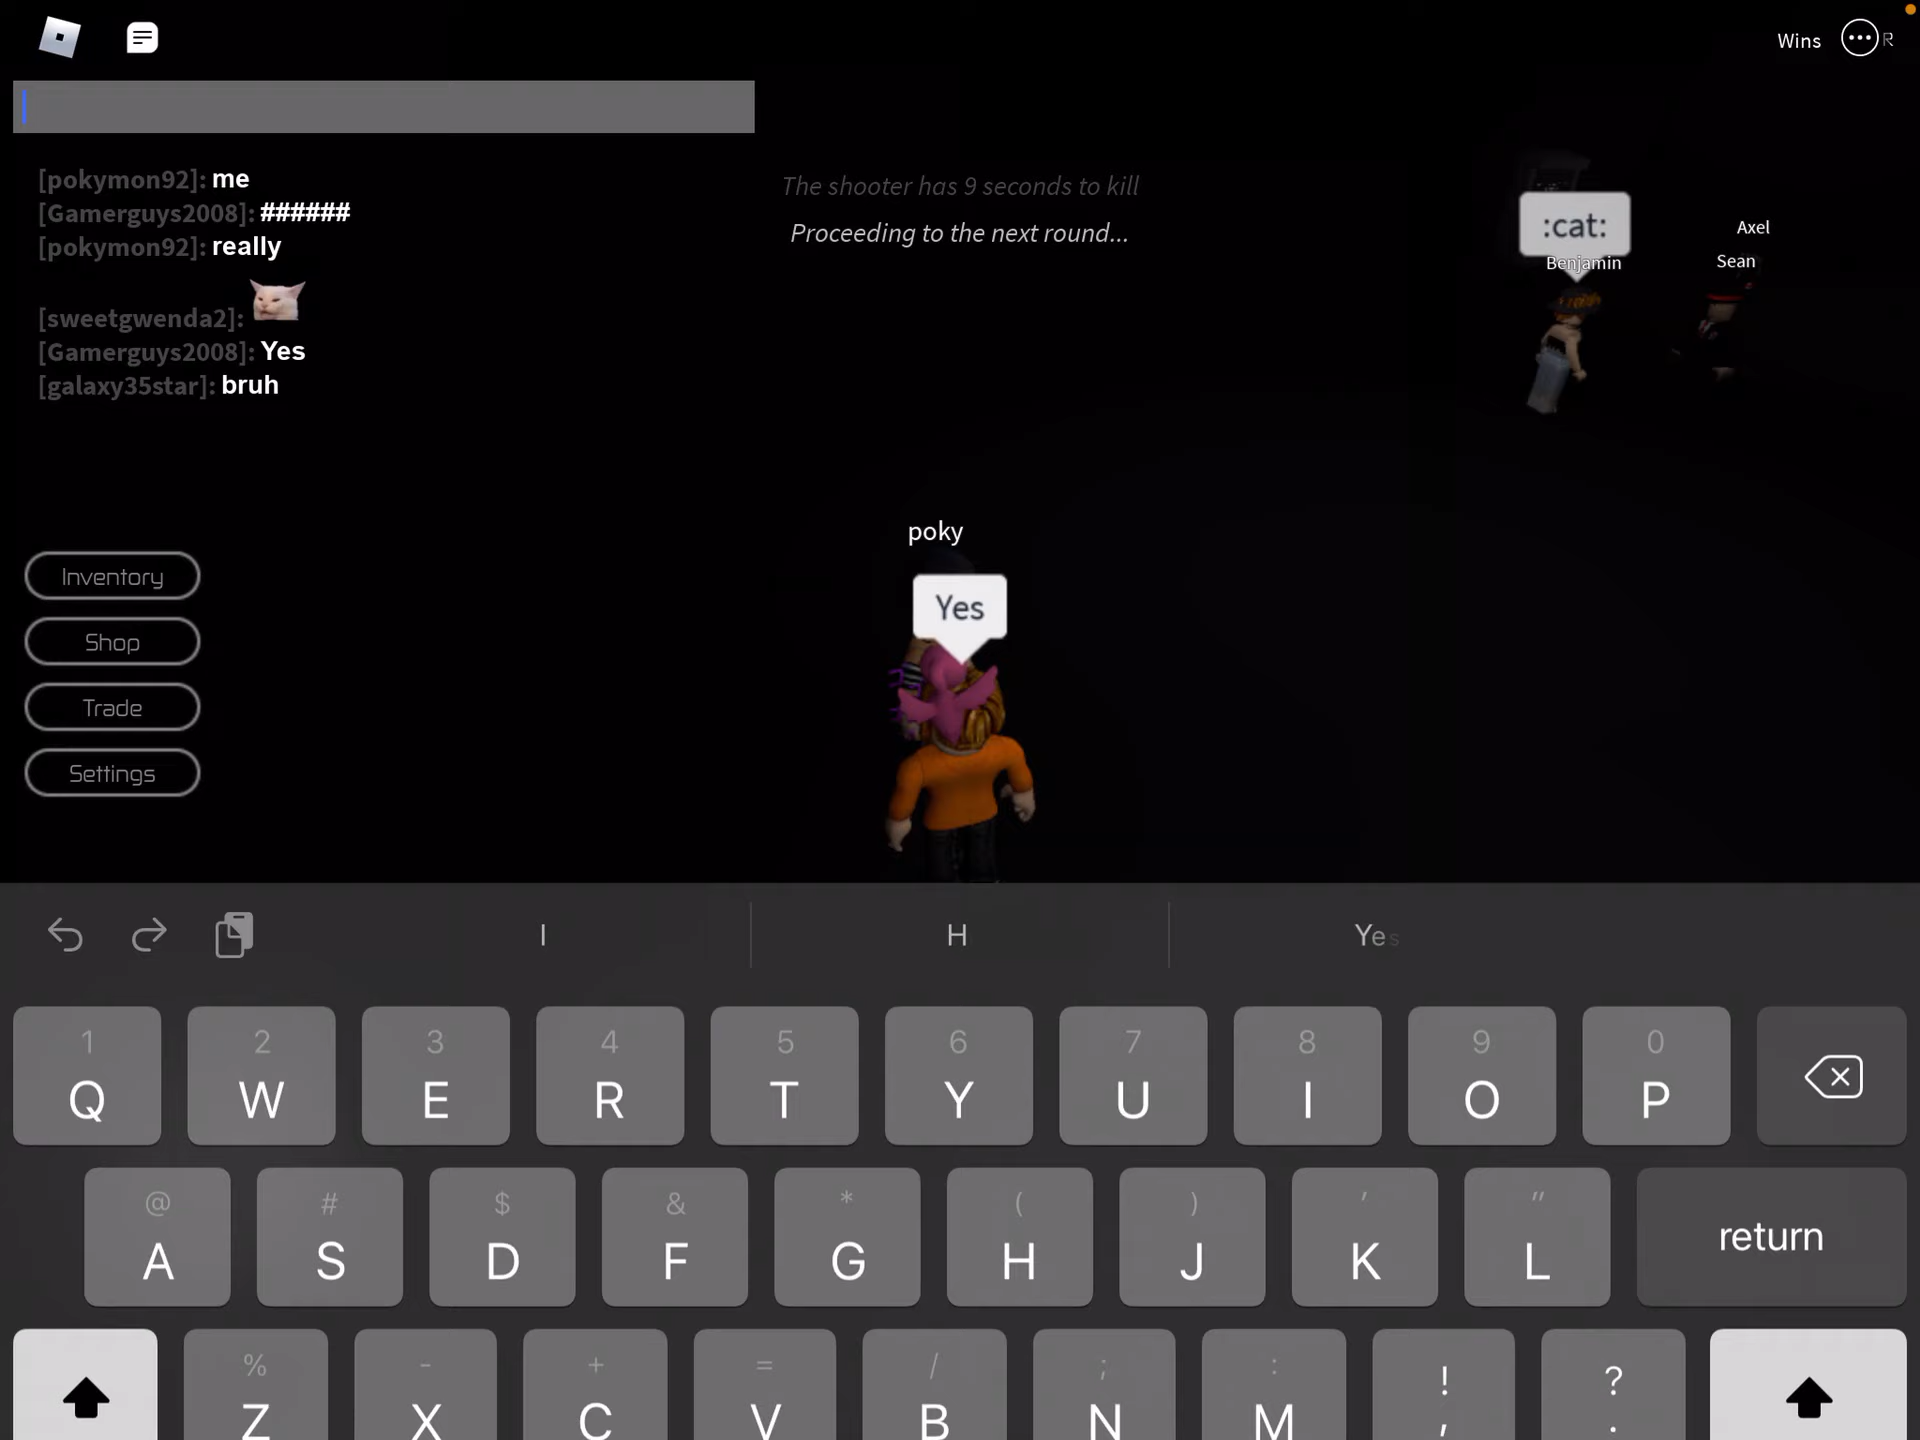 Wins
R
[pokymon92]: me
[Gamerguys2008]: ######
[pokymon92]: really
[sweetgwenda2]:
[Gamerguys2008]: Yes
[galaxy35star]: bruh
The shooter has 9 seconds to kill
Proceeding to the next round...
:cat:
Benjamin
Axel
Sean
poky
Yes
Inventory
Shop
Trade
Settings
I H Yes
1 2 3 4 5 6 7 8 9 0
Q W E R T Y U I O P
@ # $ & * ( ) ' "
A S D F G H J K L return
% - + = / ; : ! ?
Z X C V B N M , .